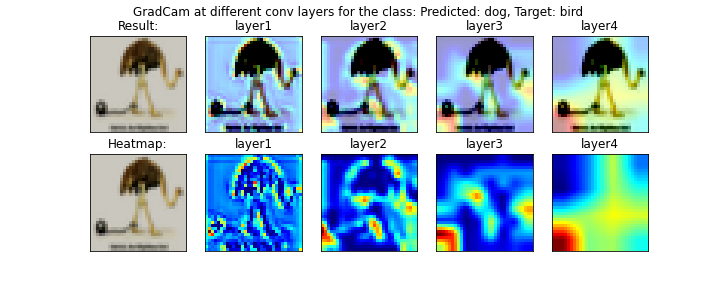 GradCam at different conv layers for the class: Predicted: dog, Target: bird
Result: layer1 layer2 layer3 layer4
Heatmap: layer1 layer2 layer3 layer4